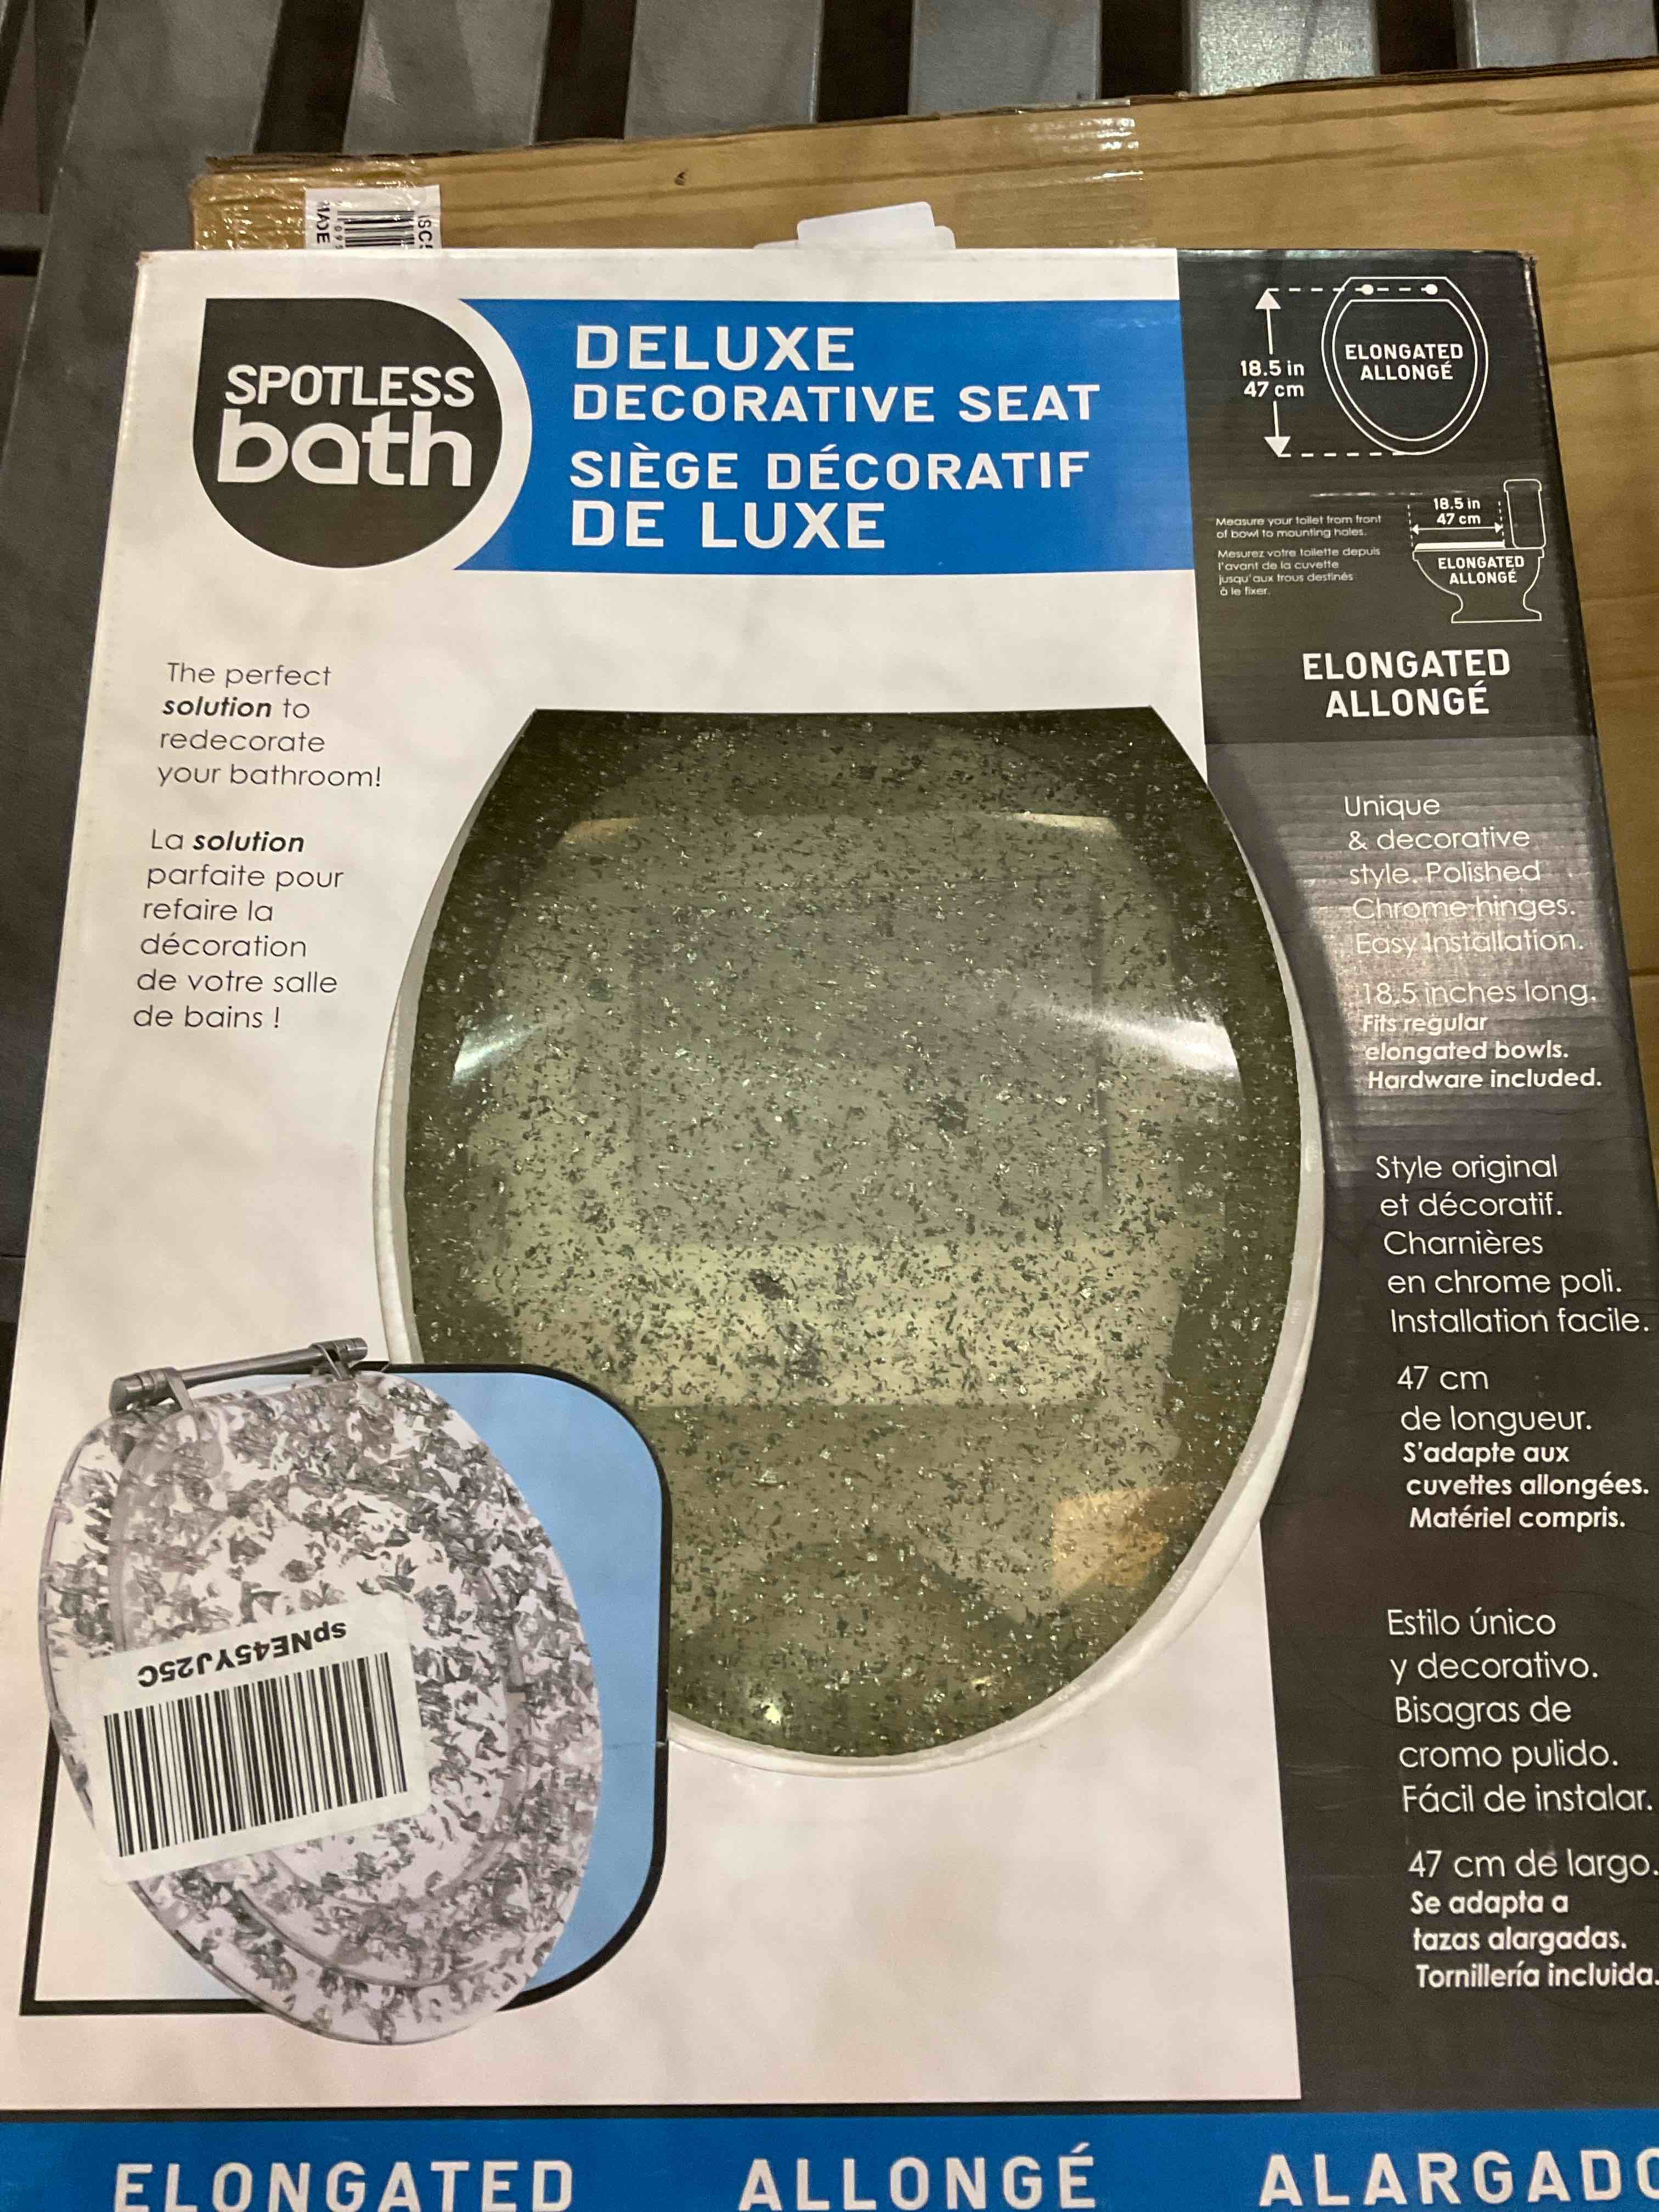 SPOTLESS
bath
DELUXE
DECORATIVE SEAT
SIÈGE DÉCORATIF
DE LUXE
18.5 in
47 cm
ELONGATED
ALLONGÉ
Measure your toilet from front
of bowl to mounting holes.
Mesurez votre toilette depuis
l'avant de la cuvette
jusqu'aux trous destinés
à le fixer.
18.5 in
47 cm
ELONGATED
ALLONGÉ
ELONGATED
ALLONGÉ
The perfect
solution to
redecorate
your bathroom!
La solution
parfaite pour
refaire la
décoration
de votre salle
de bains !
Unique
& decorative
style. Polished
Chrome hinges.
Easy Installation.
18.5 inches long.
Fits regular
elongated bowls.
Hardware included.
Style original
et décoratif.
Charnières
en chrome poli.
Installation facile.
47 cm
de longueur.
S'adapte aux
cuvettes allongées.
Matériel compris.
Estilo único
y decorativo.
Bisagras de
cromo pulido.
Fácil de instalar.
47 cm de largo.
Se adapta a
tazas alargadas.
Tornillería incluida.
spNE45YJ25C
ELONGATED ALLONGÉ ALARGADO